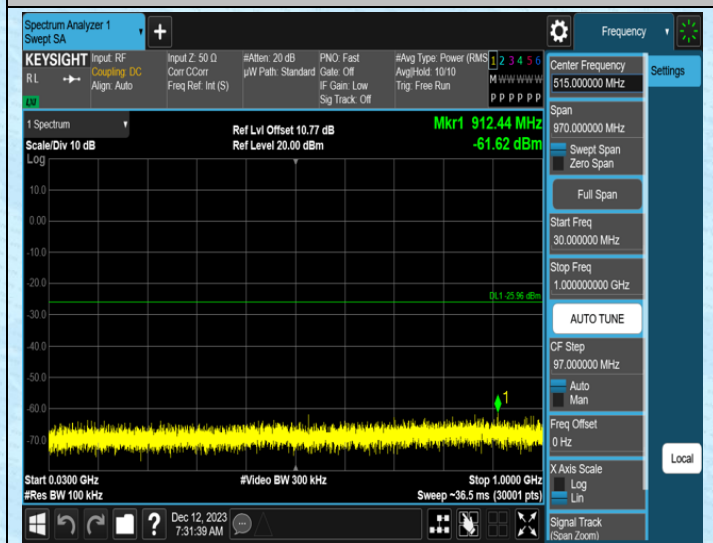 Spectrum Analyzer 1
Swept SA
Frequency
KEYSIGHT
R L
LXI
Input: RF
Coupling: DC
Align: Auto
Input Z: 50 Ω
Corr CCorr
Freq Ref: Int (S)
#Atten: 20 dB
µW Path: Standard
PNO: Fast
Gate: Off
IF Gain: Low
Sig Track: Off
#Avg Type: Power (RMS
Avg|Hold: 10/10
Trig: Free Run
1 2 3 4 5 6
M W W W W W
P P P P P P
Center Frequency
515.000000 MHz
Settings
Span
970.000000 MHz
Swept Span
Zero Span
Full Span
Start Freq
30.000000 MHz
Stop Freq
1.000000000 GHz
AUTO TUNE
CF Step
97.000000 MHz
Auto
Man
Freq Offset
0 Hz
X Axis Scale
Log
Lin
Signal Track
(Span Zoom)
Local
1 Spectrum
Scale/Div 10 dB
Log
Ref Lvl Offset 10.77 dB
Ref Level 20.00 dBm
Mkr1 912.44 MHz
-61.62 dBm
10.0
0.00
-10.0
-20.0
DL1 -25.96 dBm
-30.0
-40.0
-50.0
-60.0
1
-70.0
Start 0.0300 GHz
#Video BW 300 kHz
Stop 1.0000 GHz
#Res BW 100 kHz
Sweep ~36.5 ms (30001 pts)
?
Dec 12, 2023
7:31:39 AM